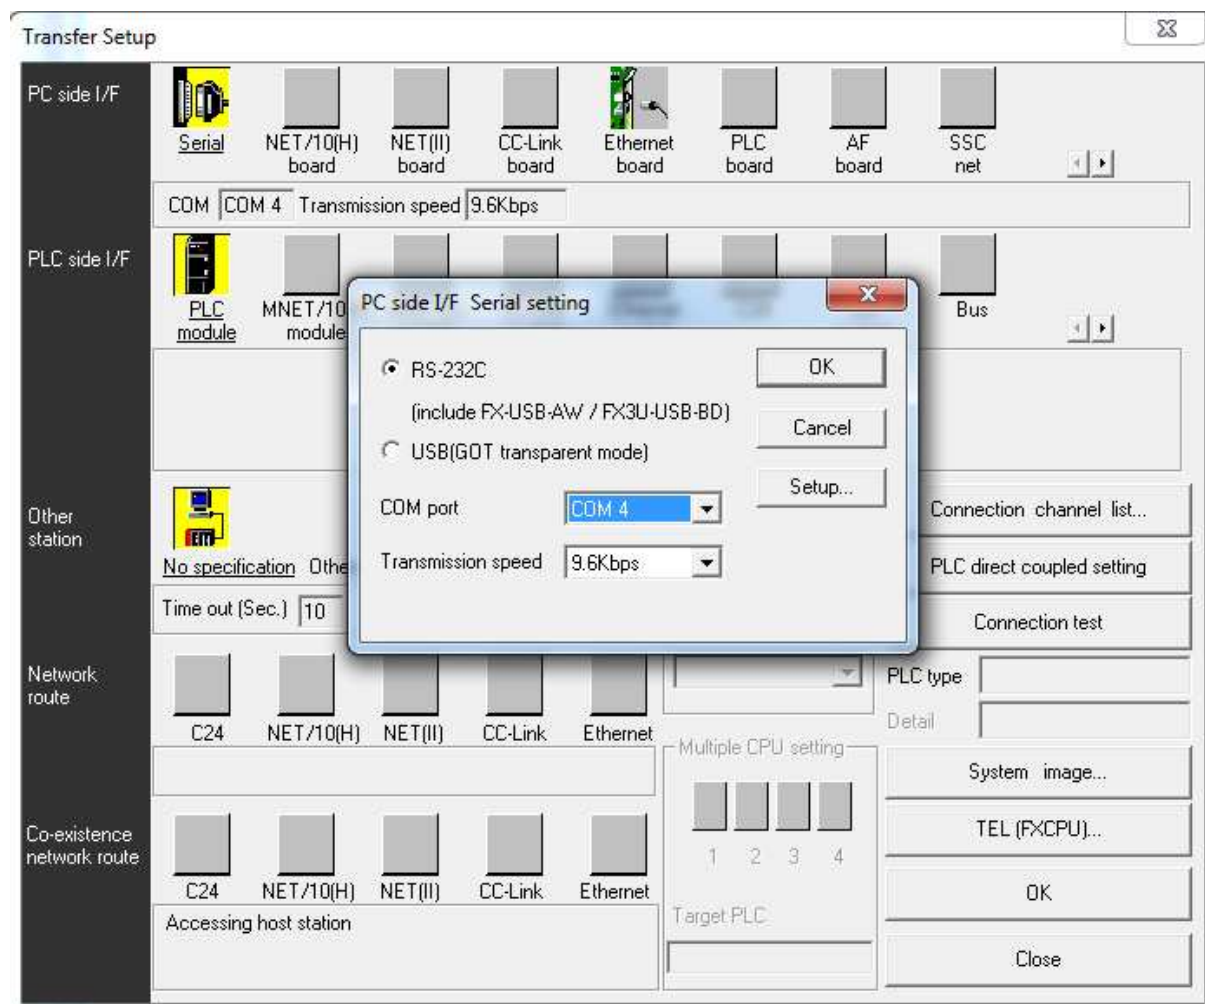 Transfer Setup
PC side I/F
Serial
NET/10(H)
board
NET(II)
board
CC-Link
board
Ethernet
board
PLC
board
AF
board
SSC
net
COM COM 4 Transmission speed 9.6Kbps
PLC side I/F
PLC
module
MNET/10
module
Bus
PC side I/F Serial setting
RS-232C
(include FX-USB-AW / FX3U-USB-BD)
USB(GOT transparent mode)
COM port COM 4
Transmission speed 9.6Kbps
OK
Cancel
Setup...
Other
station
No specification Othe
Time out (Sec.) 10
Connection channel list...
PLC direct coupled setting
Connection test
PLC type
Detail
System image...
TEL (FXCPU)...
OK
Close
Network
route
C24 NET/10(H) NET(II) CC-Link Ethernet
Multiple CPU setting
1 2 3 4
Target PLC
Co-existence
network route
C24 NET/10(H) NET(II) CC-Link Ethernet
Accessing host station